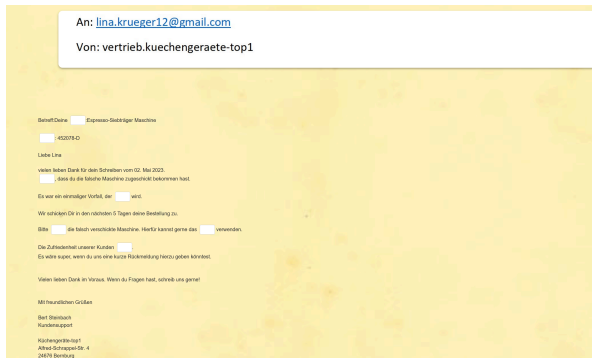 An: lina.krueger12@gmail.com
Von: vertrieb.kuechengeraete-top1
Betreff:Deine Expresso-Siebträger Maschine
: 452078-D
Liebe Lina
vielen lieben Dank für dein Schreiben vom 02. Mai 2023.
, dass du die falsche Maschine zugeschickt bekommen hast.
Es war ein einmaliger Vorfall, der wird.
Wir schicken Dir in den nächsten 5 Tagen deine Bestellung zu.
Bitte die falsch verschickte Maschine. Hierfür kannst gerne das verwenden.
Die Zufriedenheit unserer Kunden .
Es wäre super, wenn du uns eine kurze Rückmeldung hierzu geben könntest.
Vielen lieben Dank im Voraus. Wenn du Fragen hast, schreib uns gerne!
Mit freundlichen Grüßen
Bert Steinbach
Kundensupport
Küchengeräte-top1
Alfred-Schrappel-Str. 4
24676 Bernburg